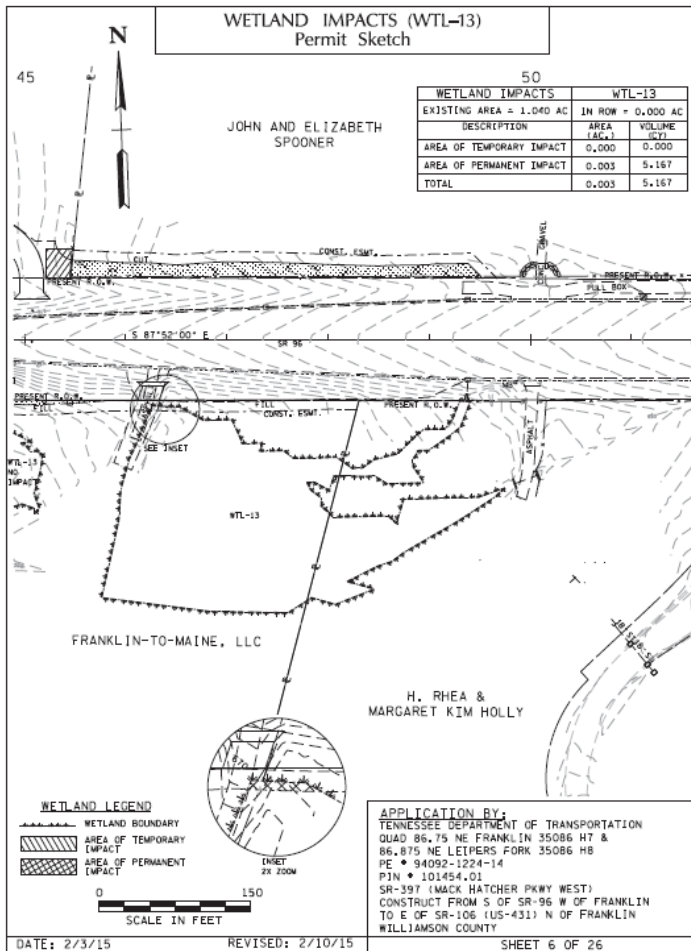 WETLAND IMPACTS (WTL-13)
Permit Sketch
N
45
50
JOHN AND ELIZABETH
SPOONER
WETLAND IMPACTS WTL-13
EXISTING AREA = 1.040 AC IN ROW = 0.000 AC
DESCRIPTION AREA (AC.) VOLUME (CY)
AREA OF TEMPORARY IMPACT 0.000 0.000
AREA OF PERMANENT IMPACT 0.003 5.167
TOTAL 0.003 5.167
GRAVEL
CONST. ESMT.
CUT
PRESENT R.O.W.
PRESENT R.O.W.
PULL BOX
S 87°52'00" E
SR 96
PRESENT R.O.W.
FILL
FILL
CONST. ESMT.
PRESENT R.O.W.
ASPHALT
SEE INSET
WTL-13
NO
IMPACT
WTL-13
FRANKLIN-TO-MAINE, LLC
H. RHEA &
MARGARET KIM HOLLY
670
INSET
2X ZOOM
WETLAND LEGEND
WETLAND BOUNDARY
AREA OF TEMPORARY
IMPACT
AREA OF PERMANENT
IMPACT
0 150
SCALE IN FEET
APPLICATION BY:
TENNESSEE DEPARTMENT OF TRANSPORTATION
QUAD 86.75 NE FRANKLIN 35086 H7 &
86.875 NE LEIPERS FORK 35086 H8
PE * 94092-1224-14
PIN * 101454.01
SR-397 (MACK HATCHER PKWY WEST)
CONSTRUCT FROM S OF SR-96 W OF FRANKLIN
TO E OF SR-106 (US-431) N OF FRANKLIN
WILLIAMSON COUNTY
DATE: 2/3/15
REVISED: 2/10/15
SHEET 6 OF 26